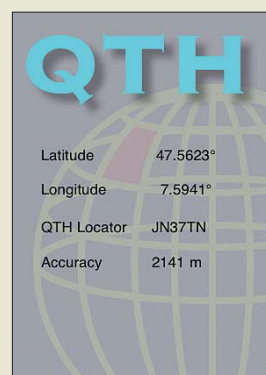 QTH
Latitude 47.5623°
Longitude 7.5941°
QTH Locator JN37TN
Accuracy 2141 m